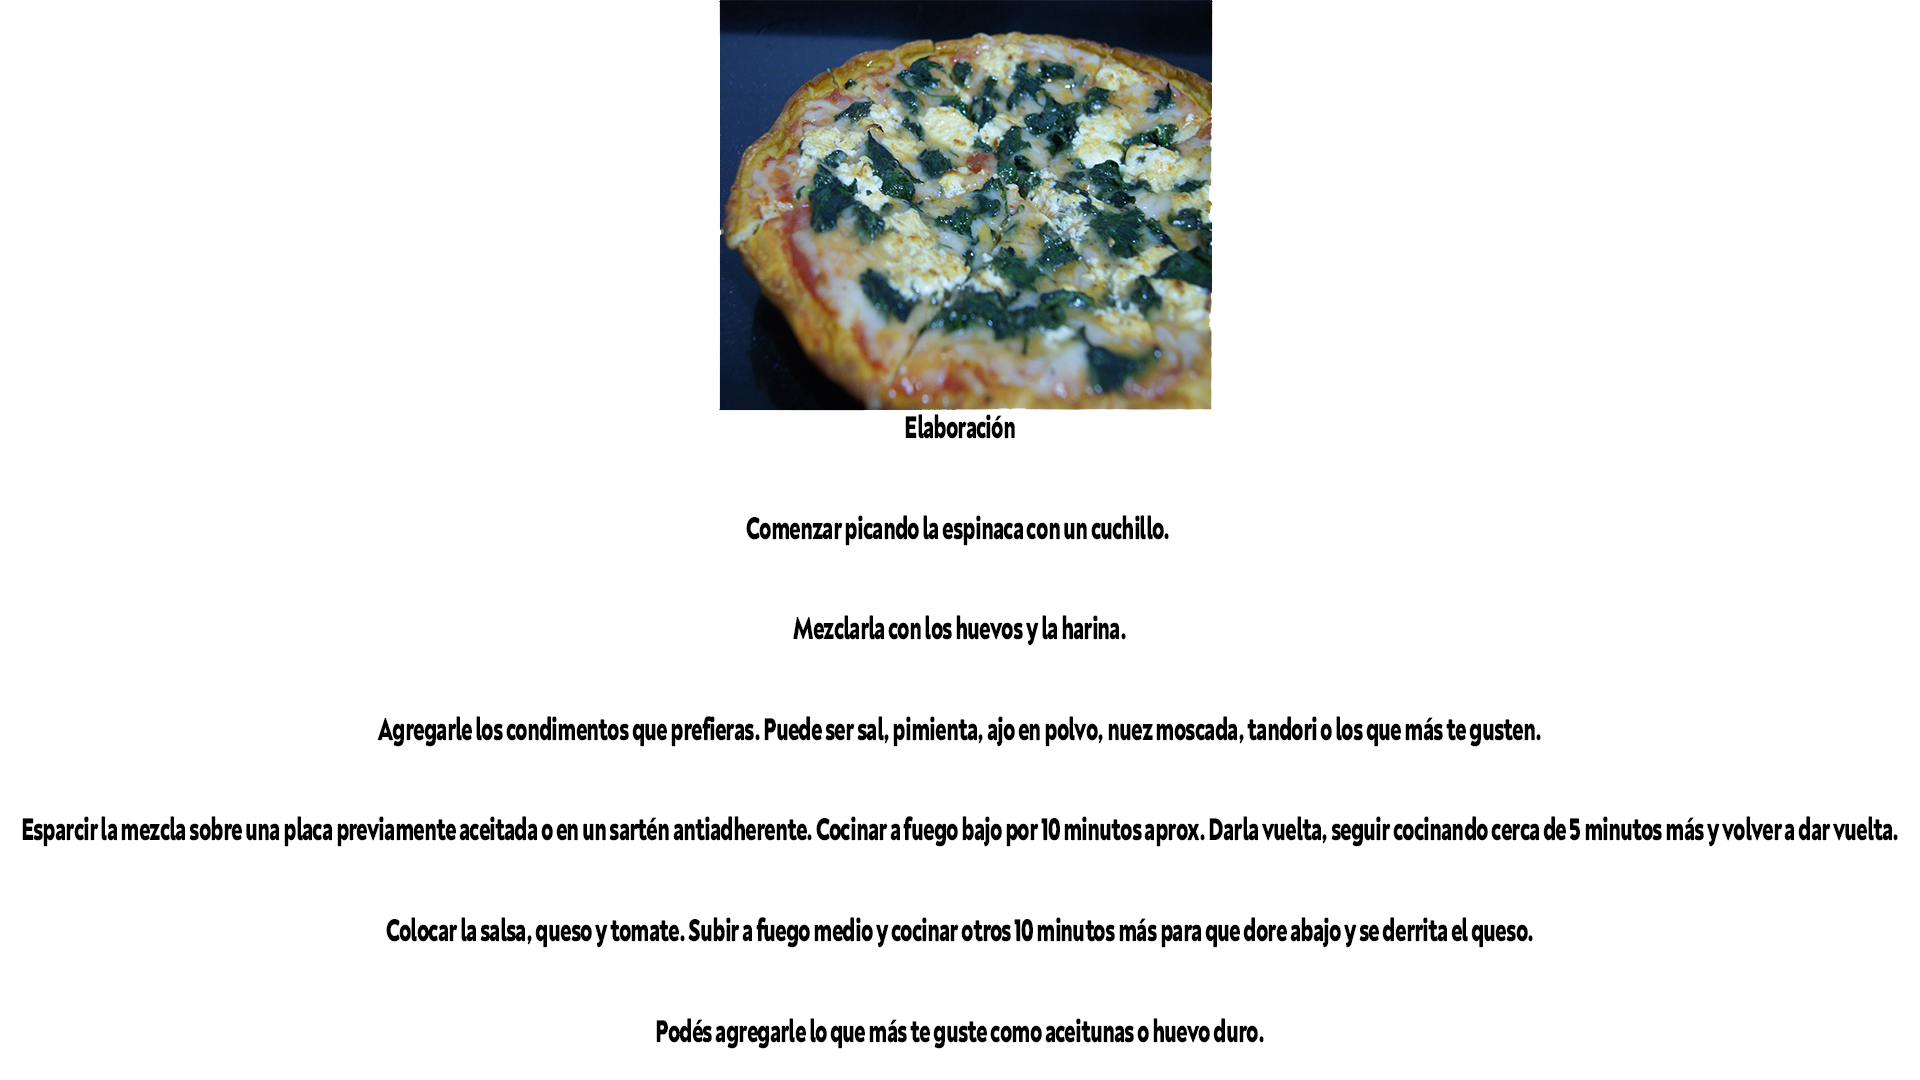 Elaboración
Comenzar picando la espinaca con un cuchillo.
Mezclarla con los huevos y la harina.
Agregarle los condimentos que prefieras. Puede ser sal, pimienta, ajo en polvo, nuez moscada, tandori o los que más te gusten.
Esparcir la mezcla sobre una placa previamente aceitada o en un sartén antiadherente. Cocinar a fuego bajo por 10 minutos aprox. Darla vuelta, seguir cocinando cerca de 5 minutos más y volver a dar vuelta.
Colocar la salsa, queso y tomate. Subir a fuego medio y cocinar otros 10 minutos más para que dore abajo y se derrita el queso.
Podés agregarle lo que más te guste como aceitunas o huevo duro.